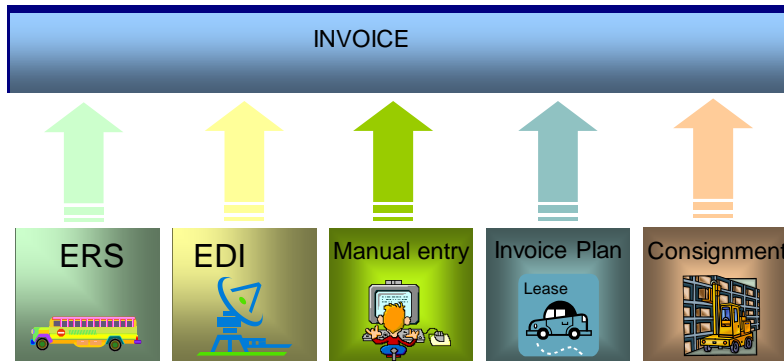 INVOICE
ERS
EDI
Manual entry
Invoice Plan
Consignment
Lease